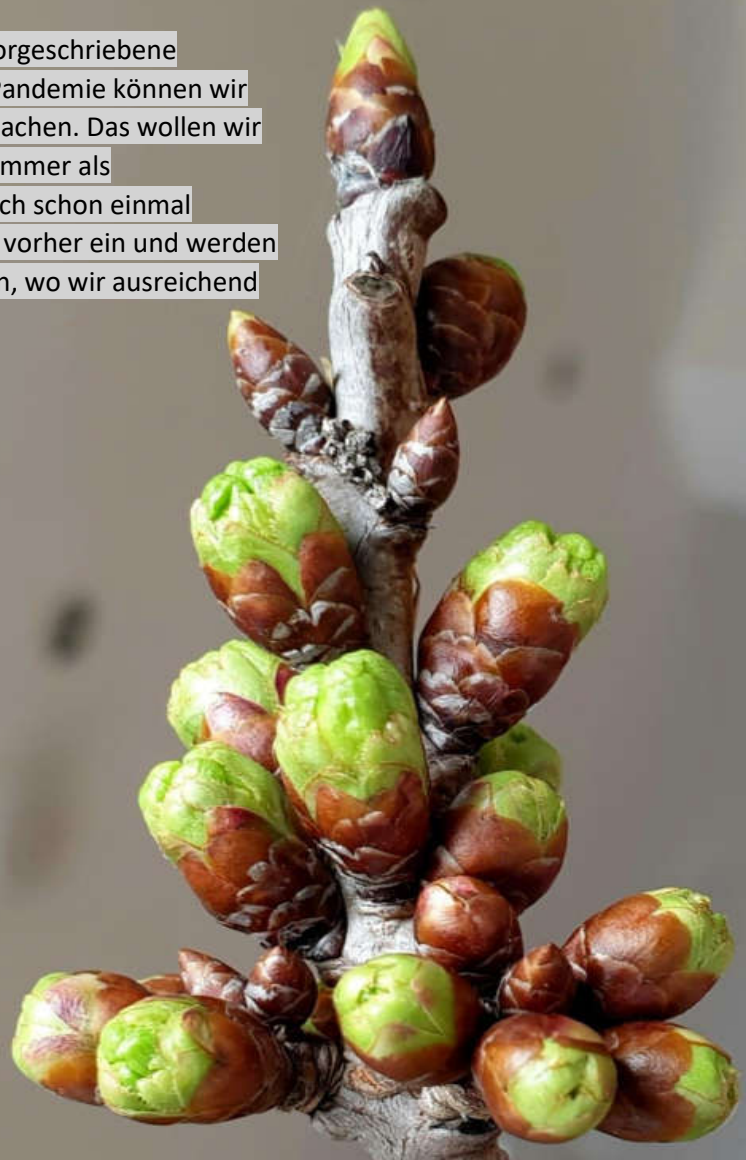 orgeschriebene
Pandemie können wir
achen. Das wollen wir
mmer als
ch schon einmal
vorher ein und werden
n, wo wir ausreichend